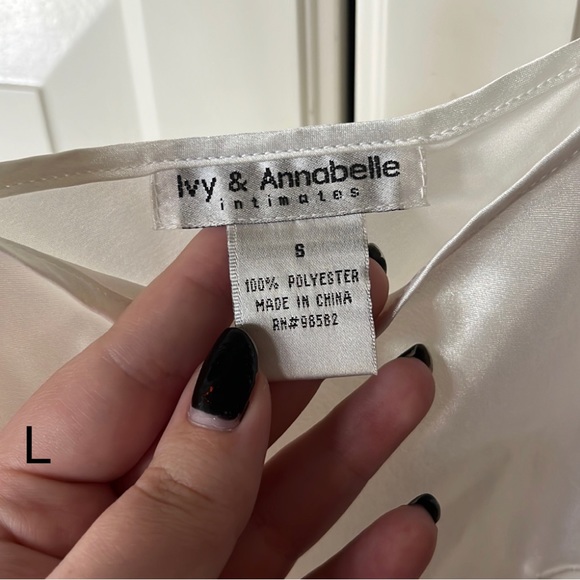 Ivy & Annabelle
intimates
S
100% POLYESTER
MADE IN CHINA
RN#98582
L